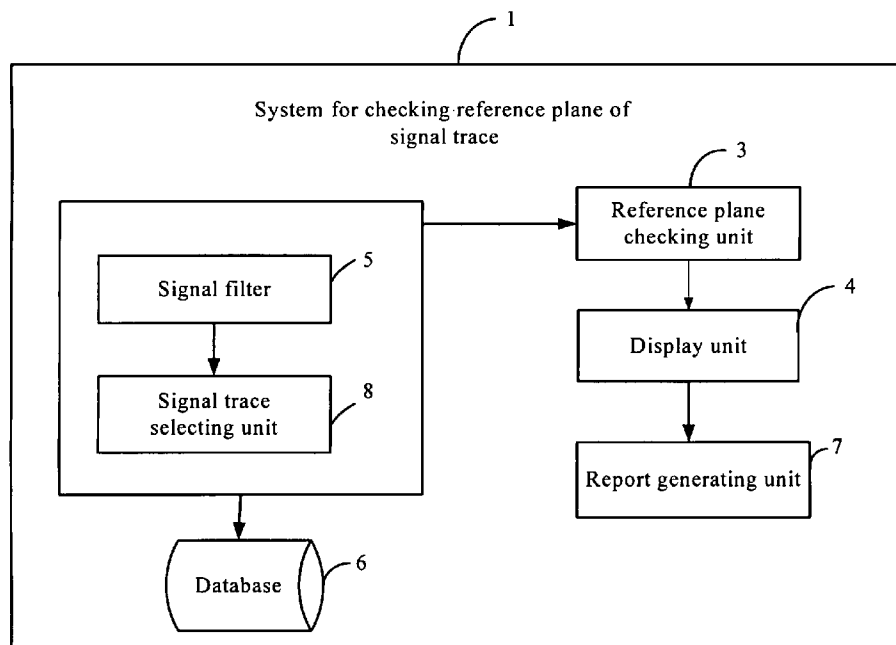 1
System for checking reference plane of
signal trace
3
Reference plane
checking unit
5
Signal filter
4
Display unit
8
Signal trace
selecting unit
7
Report generating unit
6
Database